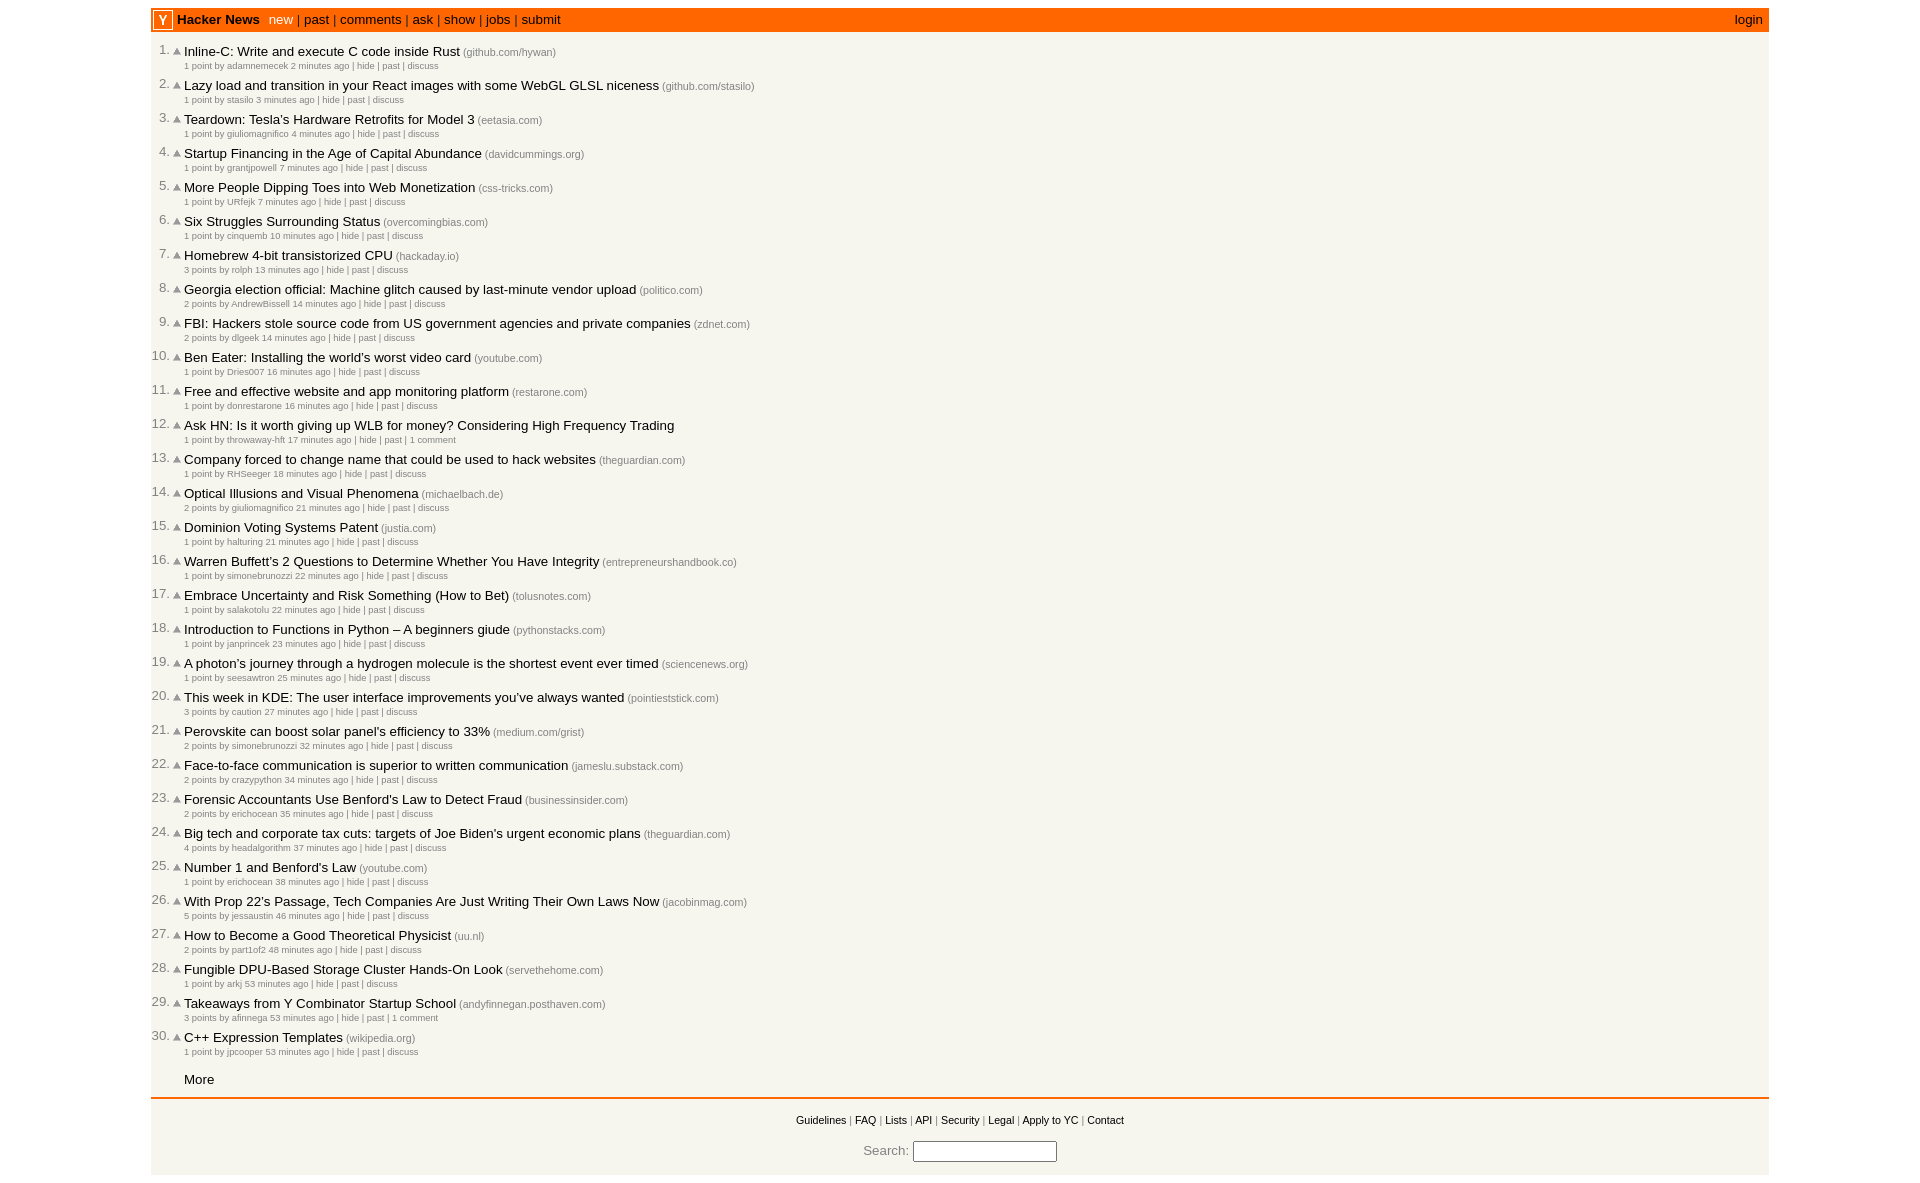 Y Hacker News new | past | comments | ask | show | jobs | submit login
1. Inline-C: Write and execute C code inside Rust (github.com/hywan)
1 point by adamnemecek 2 minutes ago | hide | past | discuss
2. Lazy load and transition in your React images with some WebGL GLSL niceness (github.com/stasilo)
1 point by stasilo 3 minutes ago | hide | past | discuss
3. Teardown: Tesla’s Hardware Retrofits for Model 3 (eetasia.com)
1 point by giuliomagnifico 4 minutes ago | hide | past | discuss
4. Startup Financing in the Age of Capital Abundance (davidcummings.org)
1 point by grantjpowell 7 minutes ago | hide | past | discuss
5. More People Dipping Toes into Web Monetization (css-tricks.com)
1 point by URfejk 7 minutes ago | hide | past | discuss
6. Six Struggles Surrounding Status (overcomingbias.com)
1 point by cinquemb 10 minutes ago | hide | past | discuss
7. Homebrew 4-bit transistorized CPU (hackaday.io)
3 points by rolph 13 minutes ago | hide | past | discuss
8. Georgia election official: Machine glitch caused by last-minute vendor upload (politico.com)
2 points by AndrewBissell 14 minutes ago | hide | past | discuss
9. FBI: Hackers stole source code from US government agencies and private companies (zdnet.com)
2 points by dlgeek 14 minutes ago | hide | past | discuss
10. Ben Eater: Installing the world’s worst video card (youtube.com)
1 point by Dries007 16 minutes ago | hide | past | discuss
11. Free and effective website and app monitoring platform (restarone.com)
1 point by donrestarone 16 minutes ago | hide | past | discuss
12. Ask HN: Is it worth giving up WLB for money? Considering High Frequency Trading
1 point by throwaway-hft 17 minutes ago | hide | past | 1 comment
13. Company forced to change name that could be used to hack websites (theguardian.com)
1 point by RHSeeger 18 minutes ago | hide | past | discuss
14. Optical Illusions and Visual Phenomena (michaelbach.de)
2 points by giuliomagnifico 21 minutes ago | hide | past | discuss
15. Dominion Voting Systems Patent (justia.com)
1 point by halturing 21 minutes ago | hide | past | discuss
16. Warren Buffett’s 2 Questions to Determine Whether You Have Integrity (entrepreneurshandbook.co)
1 point by simonebrunozzi 22 minutes ago | hide | past | discuss
17. Embrace Uncertainty and Risk Something (How to Bet) (tolusnotes.com)
1 point by salakotolu 22 minutes ago | hide | past | discuss
18. Introduction to Functions in Python – A beginners giude (pythonstacks.com)
1 point by janprincek 23 minutes ago | hide | past | discuss
19. A photon’s journey through a hydrogen molecule is the shortest event ever timed (sciencenews.org)
1 point by seesawtron 25 minutes ago | hide | past | discuss
20. This week in KDE: The user interface improvements you’ve always wanted (pointieststick.com)
3 points by caution 27 minutes ago | hide | past | discuss
21. Perovskite can boost solar panel's efficiency to 33% (medium.com/grist)
2 points by simonebrunozzi 32 minutes ago | hide | past | discuss
22. Face-to-face communication is superior to written communication (jameslu.substack.com)
2 points by crazypython 34 minutes ago | hide | past | discuss
23. Forensic Accountants Use Benford's Law to Detect Fraud (businessinsider.com)
2 points by erichocean 35 minutes ago | hide | past | discuss
24. Big tech and corporate tax cuts: targets of Joe Biden's urgent economic plans (theguardian.com)
4 points by headalgorithm 37 minutes ago | hide | past | discuss
25. Number 1 and Benford's Law (youtube.com)
1 point by erichocean 38 minutes ago | hide | past | discuss
26. With Prop 22’s Passage, Tech Companies Are Just Writing Their Own Laws Now (jacobinmag.com)
5 points by jessaustin 46 minutes ago | hide | past | discuss
27. How to Become a Good Theoretical Physicist (uu.nl)
2 points by part1of2 48 minutes ago | hide | past | discuss
28. Fungible DPU-Based Storage Cluster Hands-On Look (servethehome.com)
1 point by arkj 53 minutes ago | hide | past | discuss
29. Takeaways from Y Combinator Startup School (andyfinnegan.posthaven.com)
3 points by afinnega 53 minutes ago | hide | past | 1 comment
30. C++ Expression Templates (wikipedia.org)
1 point by jpcooper 53 minutes ago | hide | past | discuss
More
Guidelines | FAQ | Lists | API | Security | Legal | Apply to YC | Contact
Search: